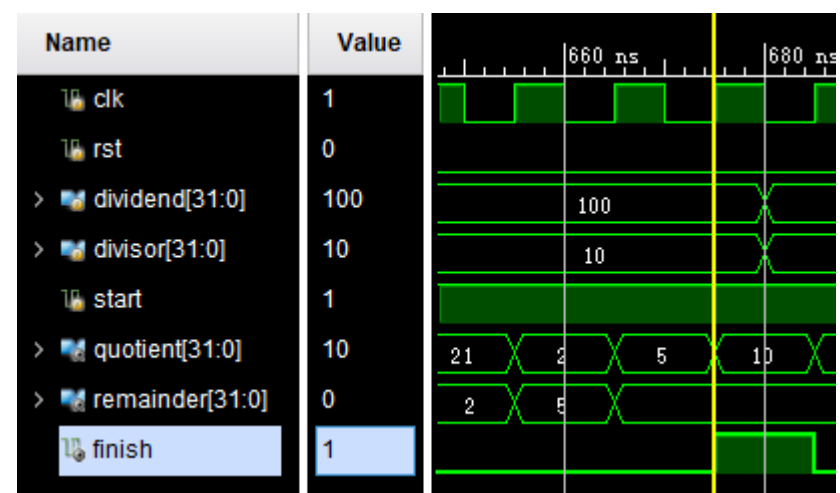 Name Value 660 ns 680 ns
clk 1
rst 0
dividend[31:0] 100 100
divisor[31:0] 10 10
start 1
quotient[31:0] 10 21 2 5 10
remainder[31:0] 0 2 5
finish 1